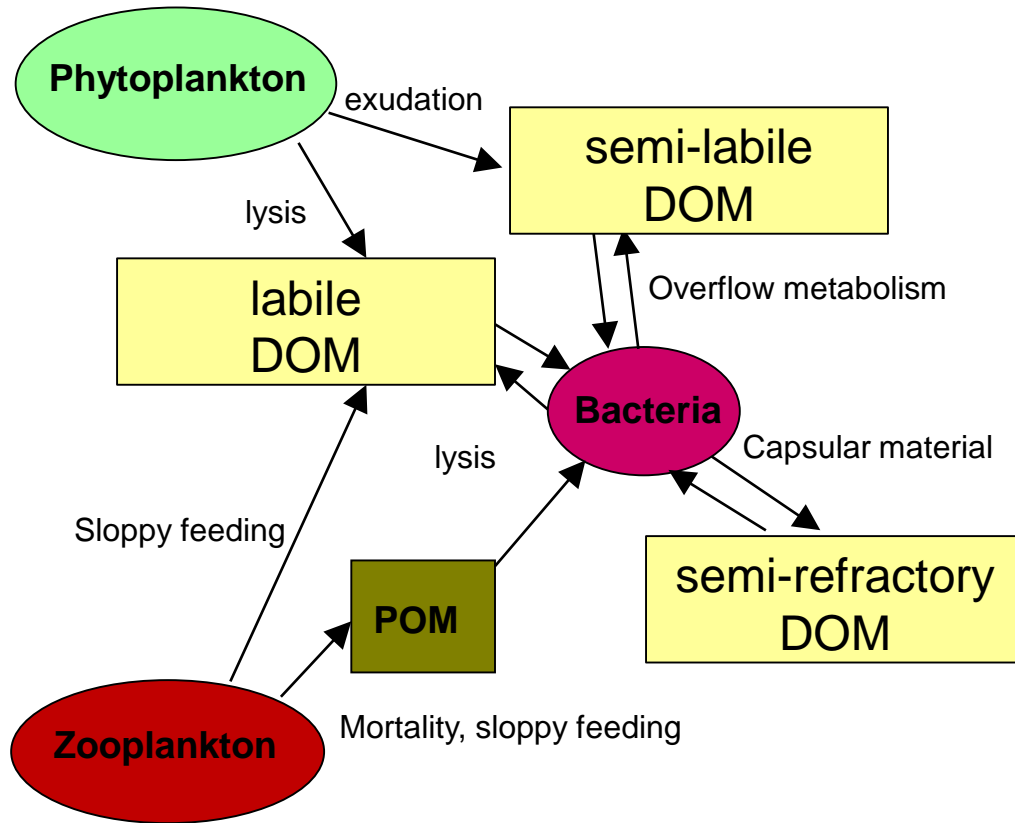 Phytoplankton
exudation
semi-labile
DOM
lysis
labile
DOM
Overflow metabolism
Bacteria
lysis
Capsular material
Sloppy feeding
semi-refractory
DOM
POM
Mortality, sloppy feeding
Zooplankton